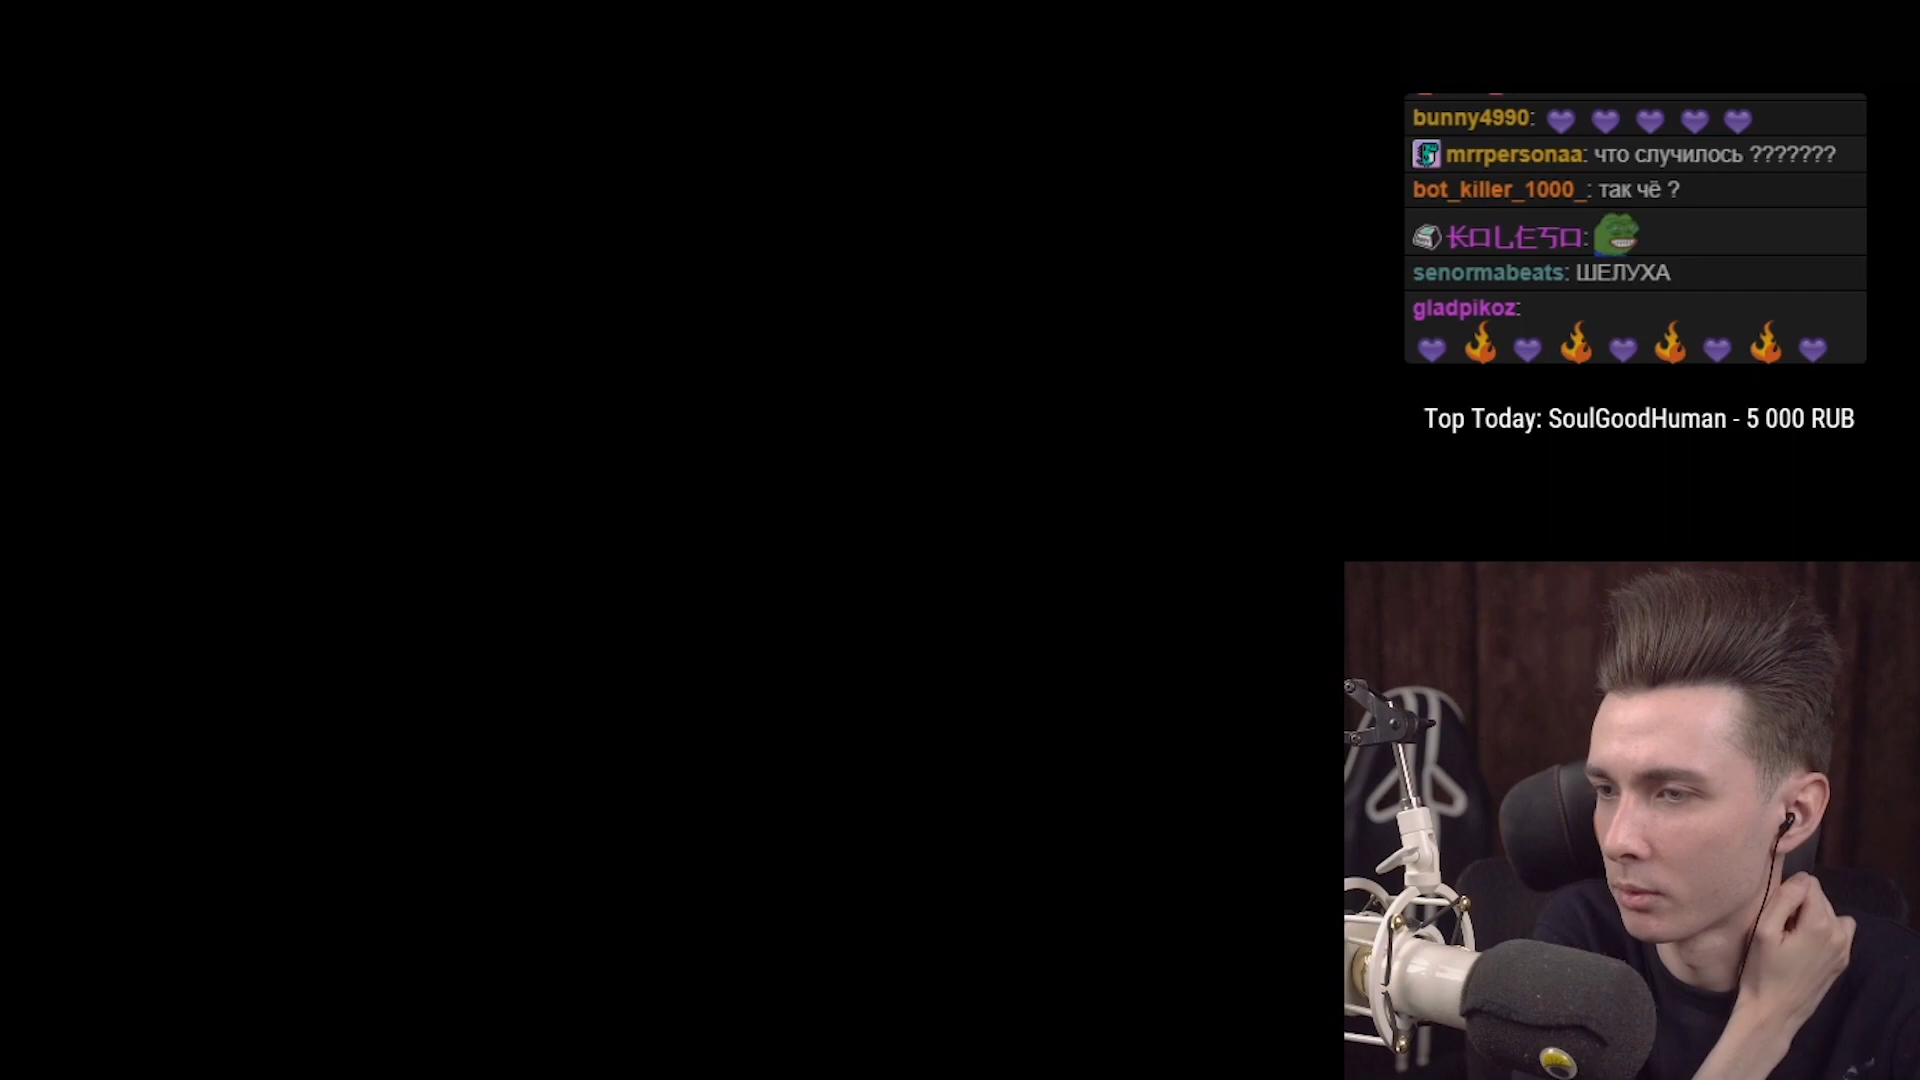 bunny4990:
mrrpersonaa: что случилось ???????
bot_killer_1000_: так чё ?
senormabeats: ШЕЛУХА
gladpikoz:
Top Today: SoulGoodHuman - 5 000 RUB